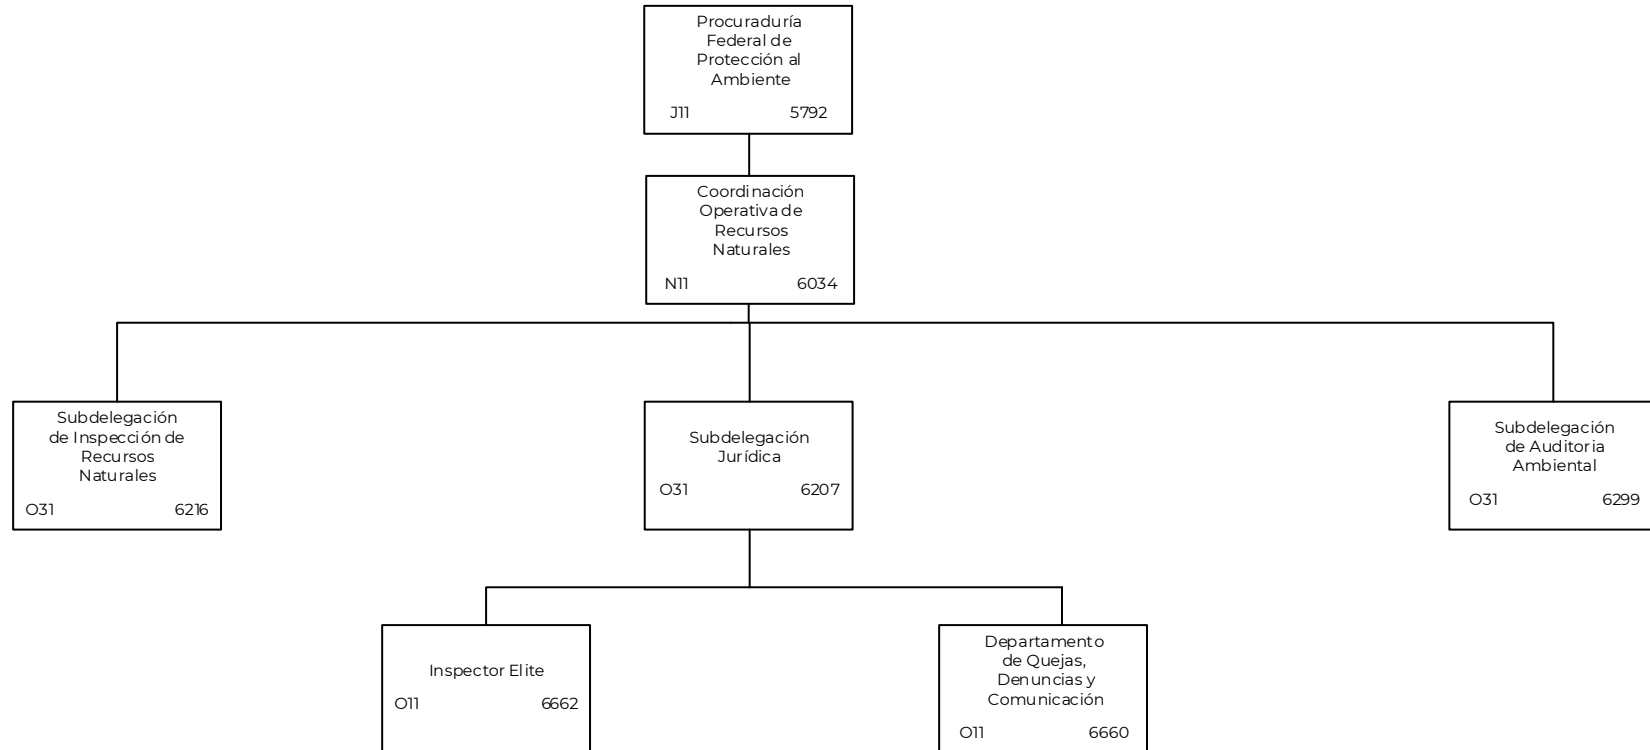 Procuraduría
Federal de
Protección al
Ambiente
J11 5792
Coordinación
Operativa de
Recursos
Naturales
N11 6034
Subdelegación
de Inspección de
Recursos
Naturales
O31 6216
Subdelegación
Jurídica
O31 6207
Subdelegación
de Auditoria
Ambiental
O31 6299
Inspector Elite
O11 6662
Departamento
de Quejas,
Denuncias y
Comunicación
O11 6660